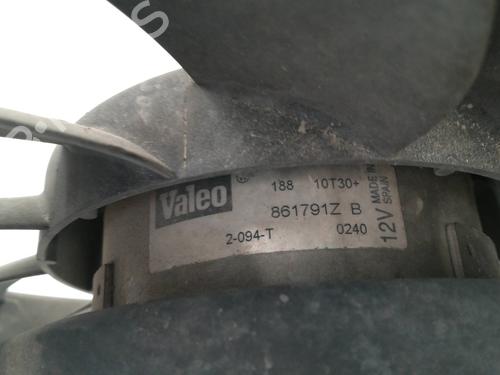 Valeo
188 10T30+
861791Z B
2-094-T 0240
12V
MADE IN
SPAIN